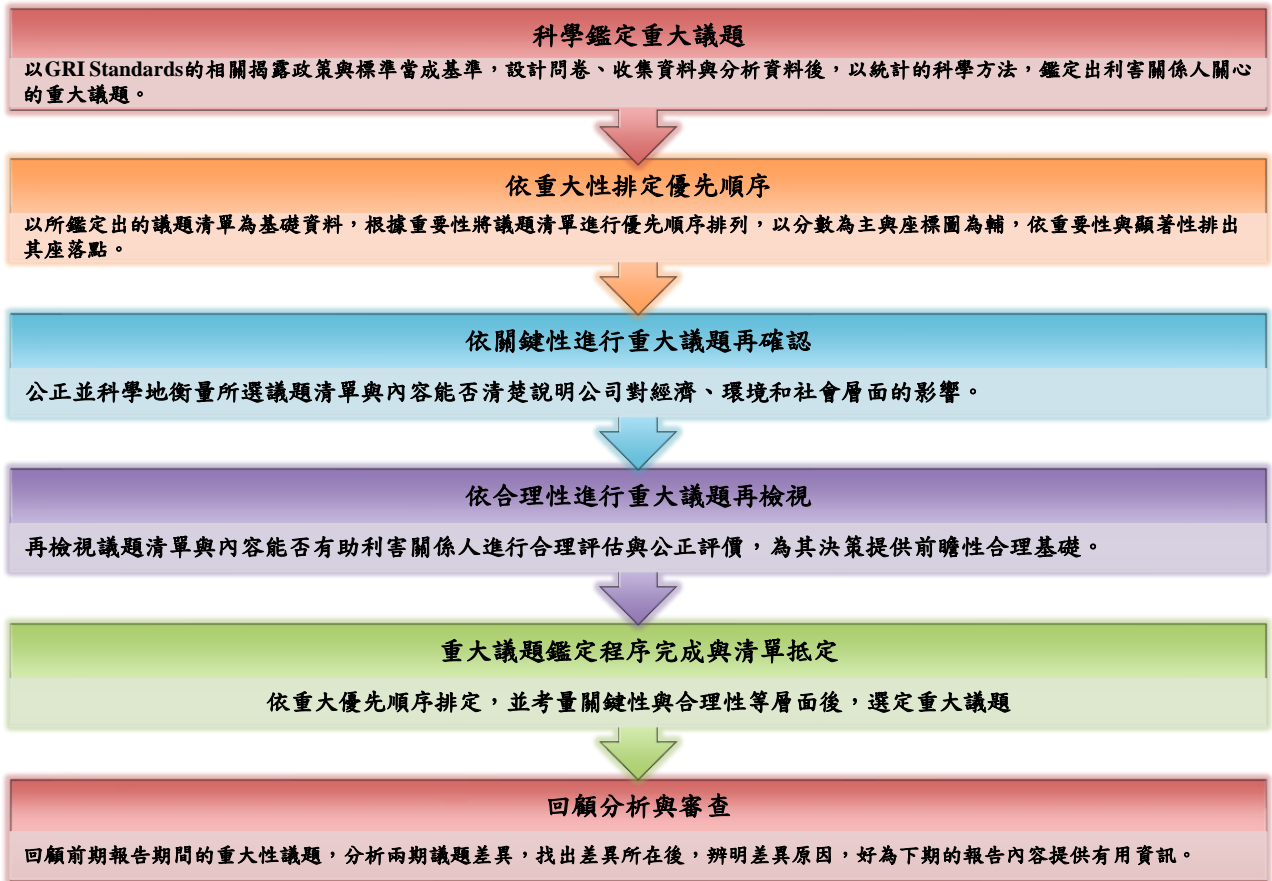 科學鑑定重大議題
以GRI Standards的相關揭露政策與標準當成基準，設計問卷、收集資料與分析資料後，以統計的科學方法，鑑定出利害關係人關心
的重大議題。
依重大性排定優先順序
以所鑑定出的議題清單為基礎資料，根據重要性將議題清單進行優先順序排列，以分數為主與座標圖為輔，依重要性與顯著性排出
其座落點。
依關鍵性進行重大議題再確認
公正並科學地衡量所選議題清單與內容能否清楚說明公司對經濟、環境和社會層面的影響。
依合理性進行重大議題再檢視
再檢視議題清單與內容能否有助利害關係人進行合理評估與公正評價，為其決策提供前瞻性合理基礎。
重大議題鑑定程序完成與清單抵定
依重大優先順序排定，並考量關鍵性與合理性等層面後，選定重大議題
回顧分析與審查
回顧前期報告期間的重大性議題，分析兩期議題差異，找出差異所在後，辨明差異原因，好為下期的報告內容提供有用資訊。